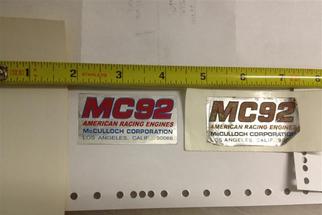 1 2 3 4 5 6
MC92
AMERICAN RACING ENGINES
McCULLOCH CORPORATION
LOS ANGELES, CALIF. 90066
MC92
AMERICAN RACING ENGINES
McCULLOCH CORPORATION
LOS ANGELES, CALIF.